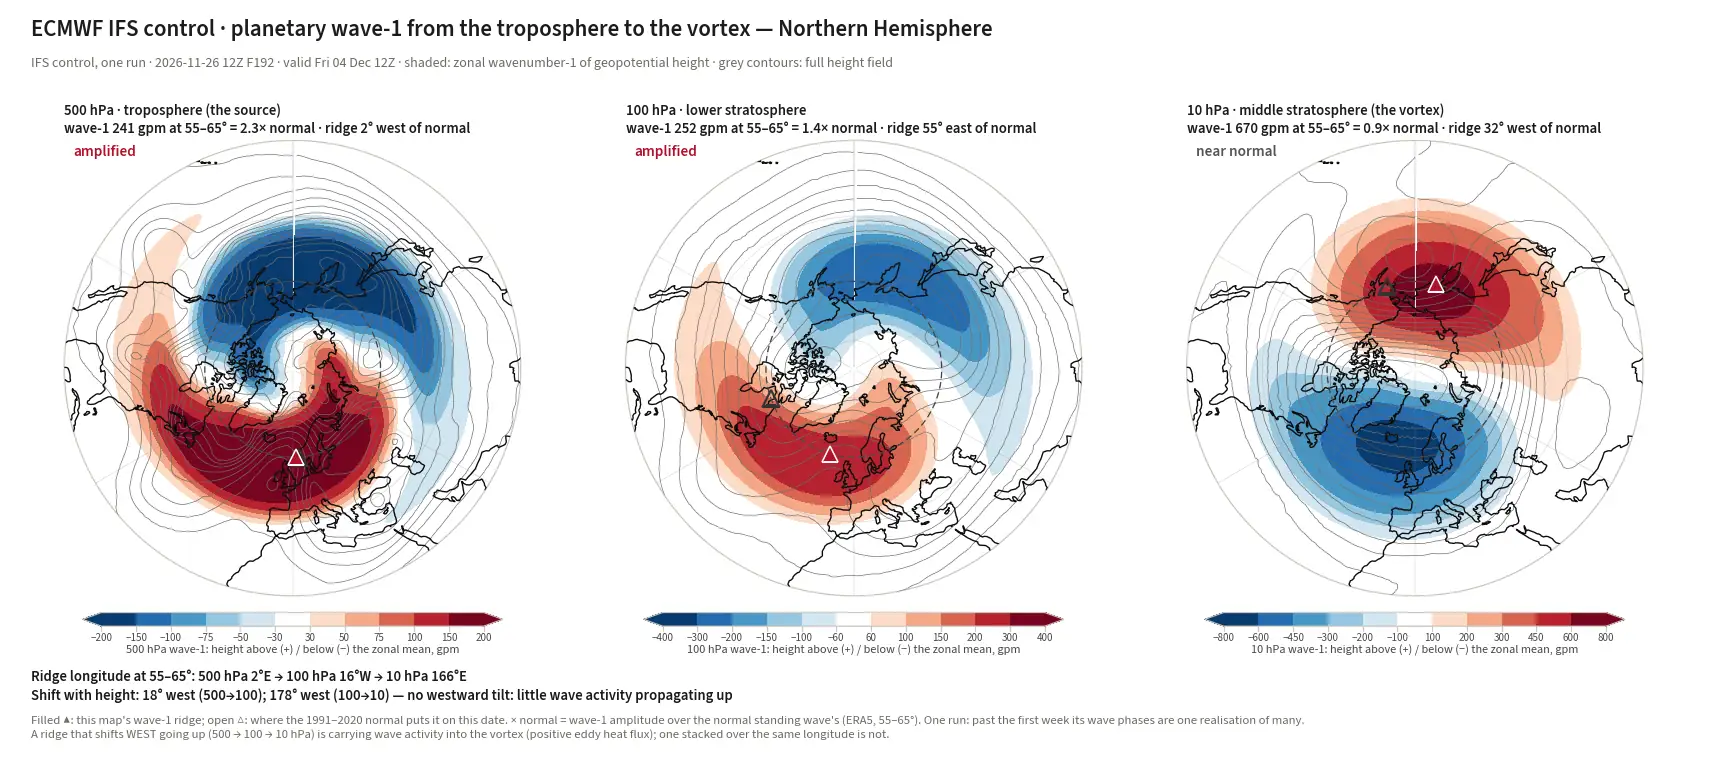 ECMWF IFS control · planetary wave-1 from the troposphere to the vortex — Northern Hemisphere
IFS control, one run · 2026-11-26 12Z F192 · valid Fri 04 Dec 12Z · shaded: zonal wavenumber-1 of geopotential height · grey contours: full height field
500 hPa · troposphere (the source)
wave-1 241 gpm at 55–65° = 2.3× normal · ridge 2° west of normal
amplified
100 hPa · lower stratosphere
wave-1 252 gpm at 55–65° = 1.4× normal · ridge 55° east of normal
amplified
10 hPa · middle stratosphere (the vortex)
wave-1 670 gpm at 55–65° = 0.9× normal · ridge 32° west of normal
near normal
−200 −150 −100 −75 −50 −30 30 50 75 100 150 200
500 hPa wave-1: height above (+) / below (−) the zonal mean, gpm
−400 −300 −200 −150 −100 −60 60 100 150 200 300 400
100 hPa wave-1: height above (+) / below (−) the zonal mean, gpm
−800 −600 −450 −300 −200 −100 100 200 300 450 600 800
10 hPa wave-1: height above (+) / below (−) the zonal mean, gpm
Ridge longitude at 55–65°: 500 hPa 2°E → 100 hPa 16°W → 10 hPa 166°E
Shift with height: 18° west (500→100); 178° west (100→10) — no westward tilt: little wave activity propagating up
Filled ▲: this map's wave-1 ridge; open △: where the 1991–2020 normal puts it on this date. × normal = wave-1 amplitude over the normal standing wave's (ERA5, 55–65°). One run: past the first week its wave phases are one realisation of many.
A ridge that shifts WEST going up (500 → 100 → 10 hPa) is carrying wave activity into the vortex (positive eddy heat flux); one stacked over the same longitude is not.